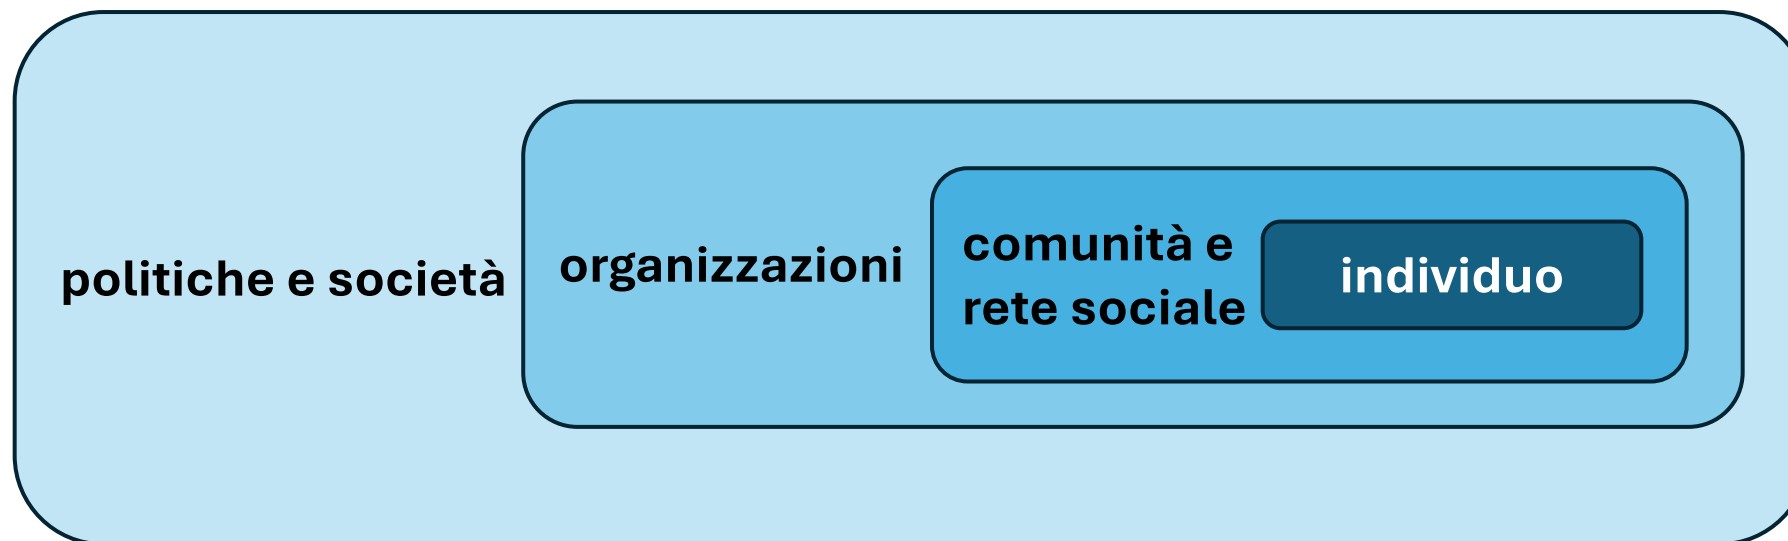 politiche e società
organizzazioni
comunità e
rete sociale
individuo